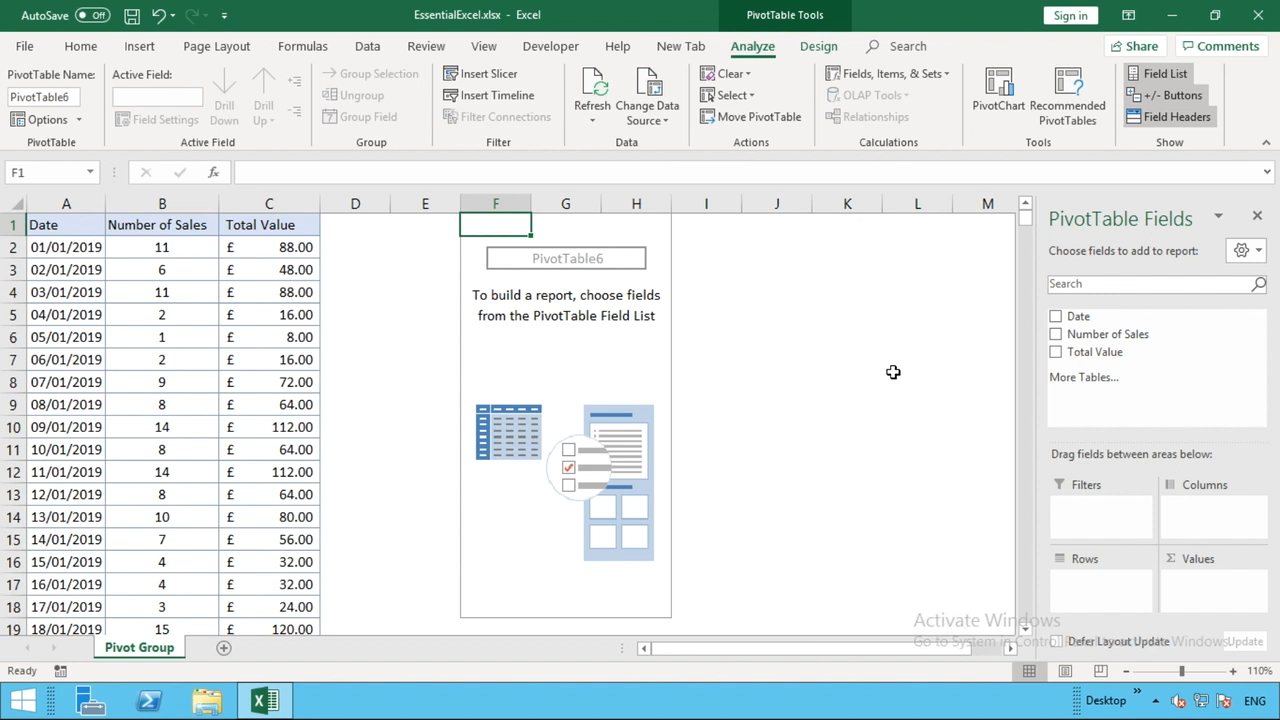 AutoSave Off EssentialExcel.xlsx - Excel PivotTable Tools Sign in
File Home Insert Page Layout Formulas Data Review View Developer Help New Tab Analyze Design Search Share Comments
PivotTable Name: Active Field: Group Selection Insert Slicer Clear Fields, Items, & Sets Field List
PivotTable6 Drill Down Drill Up Ungroup Insert Timeline Refresh Change Data Source Select OLAP Tools PivotChart Recommended PivotTables +/- Buttons
Options Field Settings Group Field Filter Connections Move PivotTable Relationships Field Headers
PivotTable Active Field Group Filter Data Actions Calculations Tools Show
F1 fx
A B C D E F G H I J K L M
1 Date Number of Sales Total Value
2 01/01/2019 11 £ 88.00
3 02/01/2019 6 £ 48.00
4 03/01/2019 11 £ 88.00
5 04/01/2019 2 £ 16.00
6 05/01/2019 1 £ 8.00
7 06/01/2019 2 £ 16.00
8 07/01/2019 9 £ 72.00
9 08/01/2019 8 £ 64.00
10 09/01/2019 14 £ 112.00
11 10/01/2019 8 £ 64.00
12 11/01/2019 14 £ 112.00
13 12/01/2019 8 £ 64.00
14 13/01/2019 10 £ 80.00
15 14/01/2019 7 £ 56.00
16 15/01/2019 4 £ 32.00
17 16/01/2019 4 £ 32.00
18 17/01/2019 3 £ 24.00
19 18/01/2019 15 £ 120.00
PivotTable6
To build a report, choose fields
from the PivotTable Field List
PivotTable Fields
Choose fields to add to report:
Search
Date
Number of Sales
Total Value
More Tables...
Drag fields between areas below:
Filters Columns
Rows Σ Values
Activate Windows
Go to System in Control Panel to activate Windows.
Defer Layout Update Update
Pivot Group
Ready 110%
Desktop ENG